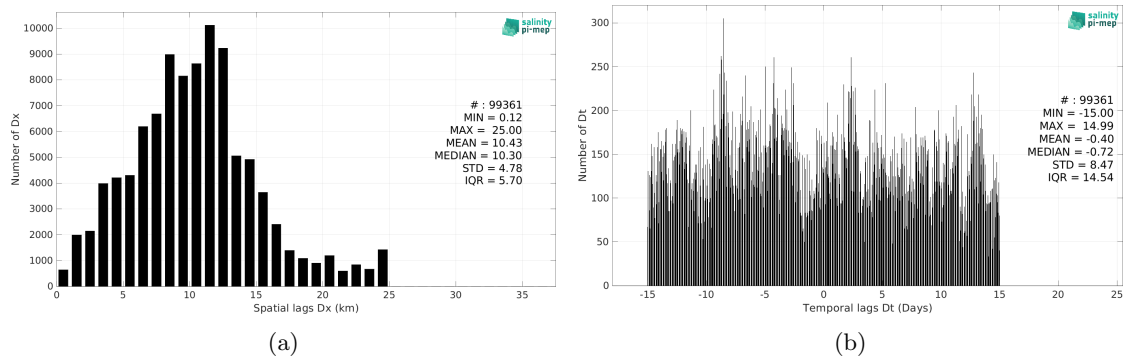 salinity
pi-mep
10000
9000
8000
7000
6000
5000
4000
3000
2000
1000
0
Number of Dx
# : 99361
MIN = 0.12
MAX = 25.00
MEAN = 10.43
MEDIAN = 10.30
STD = 4.78
IQR = 5.70
0 5 10 15 20 25 30 35
Spatial lags Dx (km)
(a)
salinity
pi-mep
300
250
200
150
100
50
0
Number of Dt
# : 99361
MIN = -15.00
MAX = 14.99
MEAN = -0.40
MEDIAN = -0.72
STD = 8.47
IQR = 14.54
-15 -10 -5 0 5 10 15 20 25
Temporal lags Dt (Days)
(b)